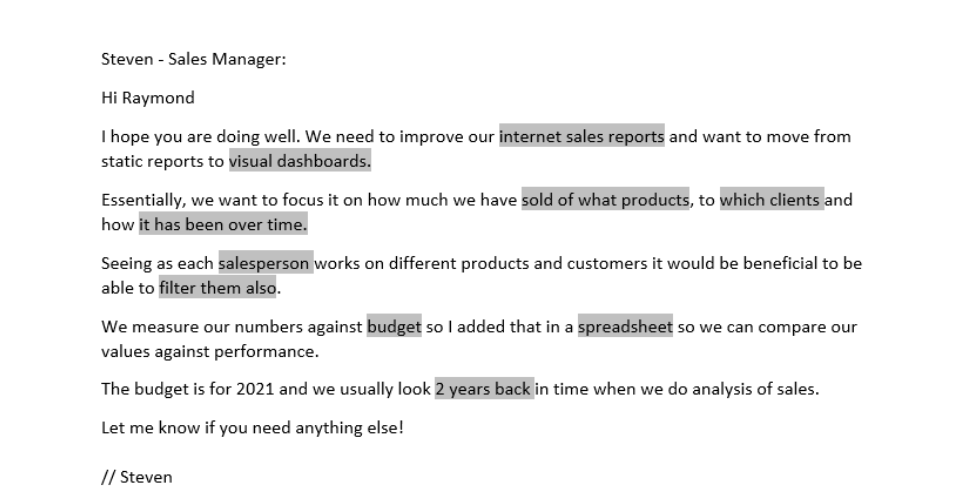 Steven - Sales Manager:
Hi Raymond
I hope you are doing well. We need to improve our internet sales reports and want to move from
static reports to visual dashboards.
Essentially, we want to focus it on how much we have sold of what products, to which clients and
how it has been over time.
Seeing as each salesperson works on different products and customers it would be beneficial to be
able to filter them also.
We measure our numbers against budget so I added that in a spreadsheet so we can compare our
values against performance.
The budget is for 2021 and we usually look 2 years back in time when we do analysis of sales.
Let me know if you need anything else!
// Steven